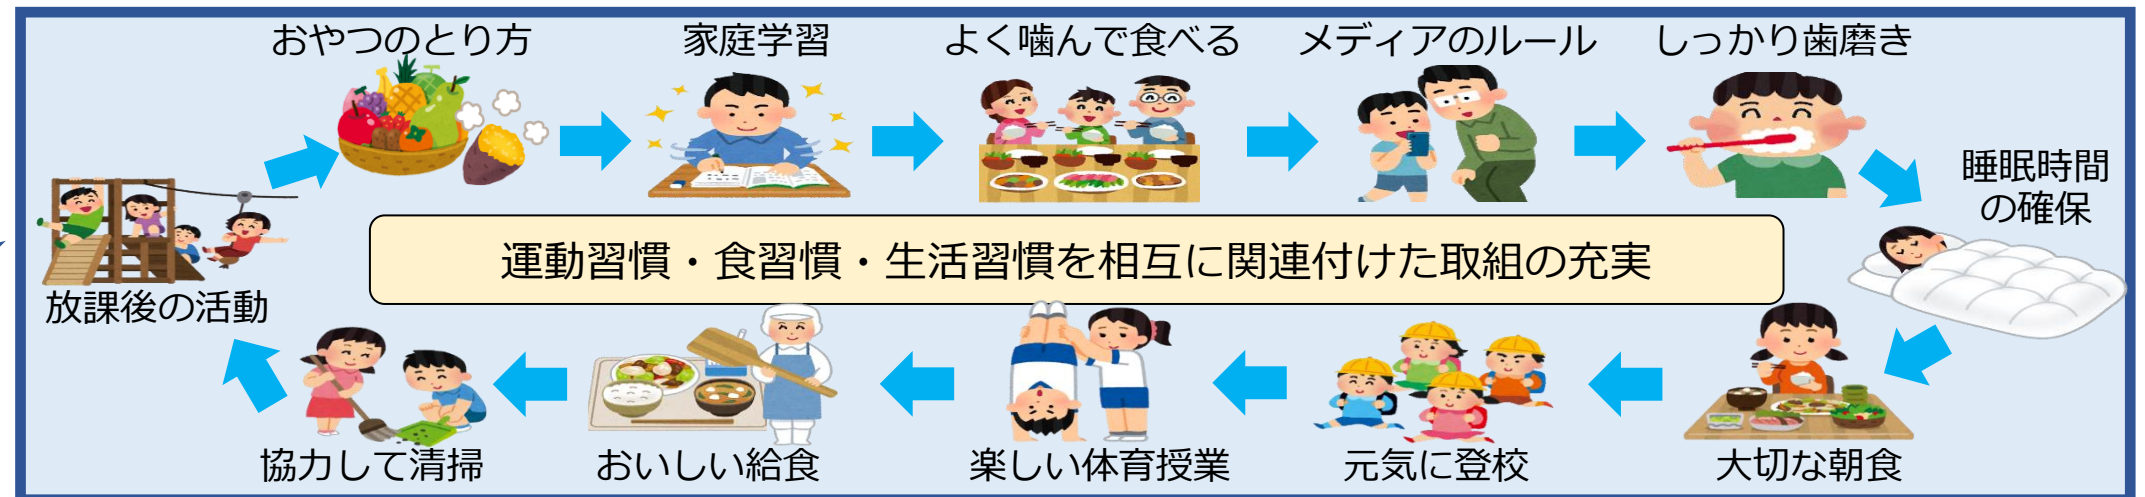 おやつのとり方
家庭学習
よく噛んで食べる
メディアのルール
しっかり歯磨き
睡眠時間
の確保
運動習慣・食習慣・生活習慣を相互に関連付けた取組の充実
放課後の活動
協力して清掃
おいしい給食
楽しい体育授業
元気に登校
大切な朝食